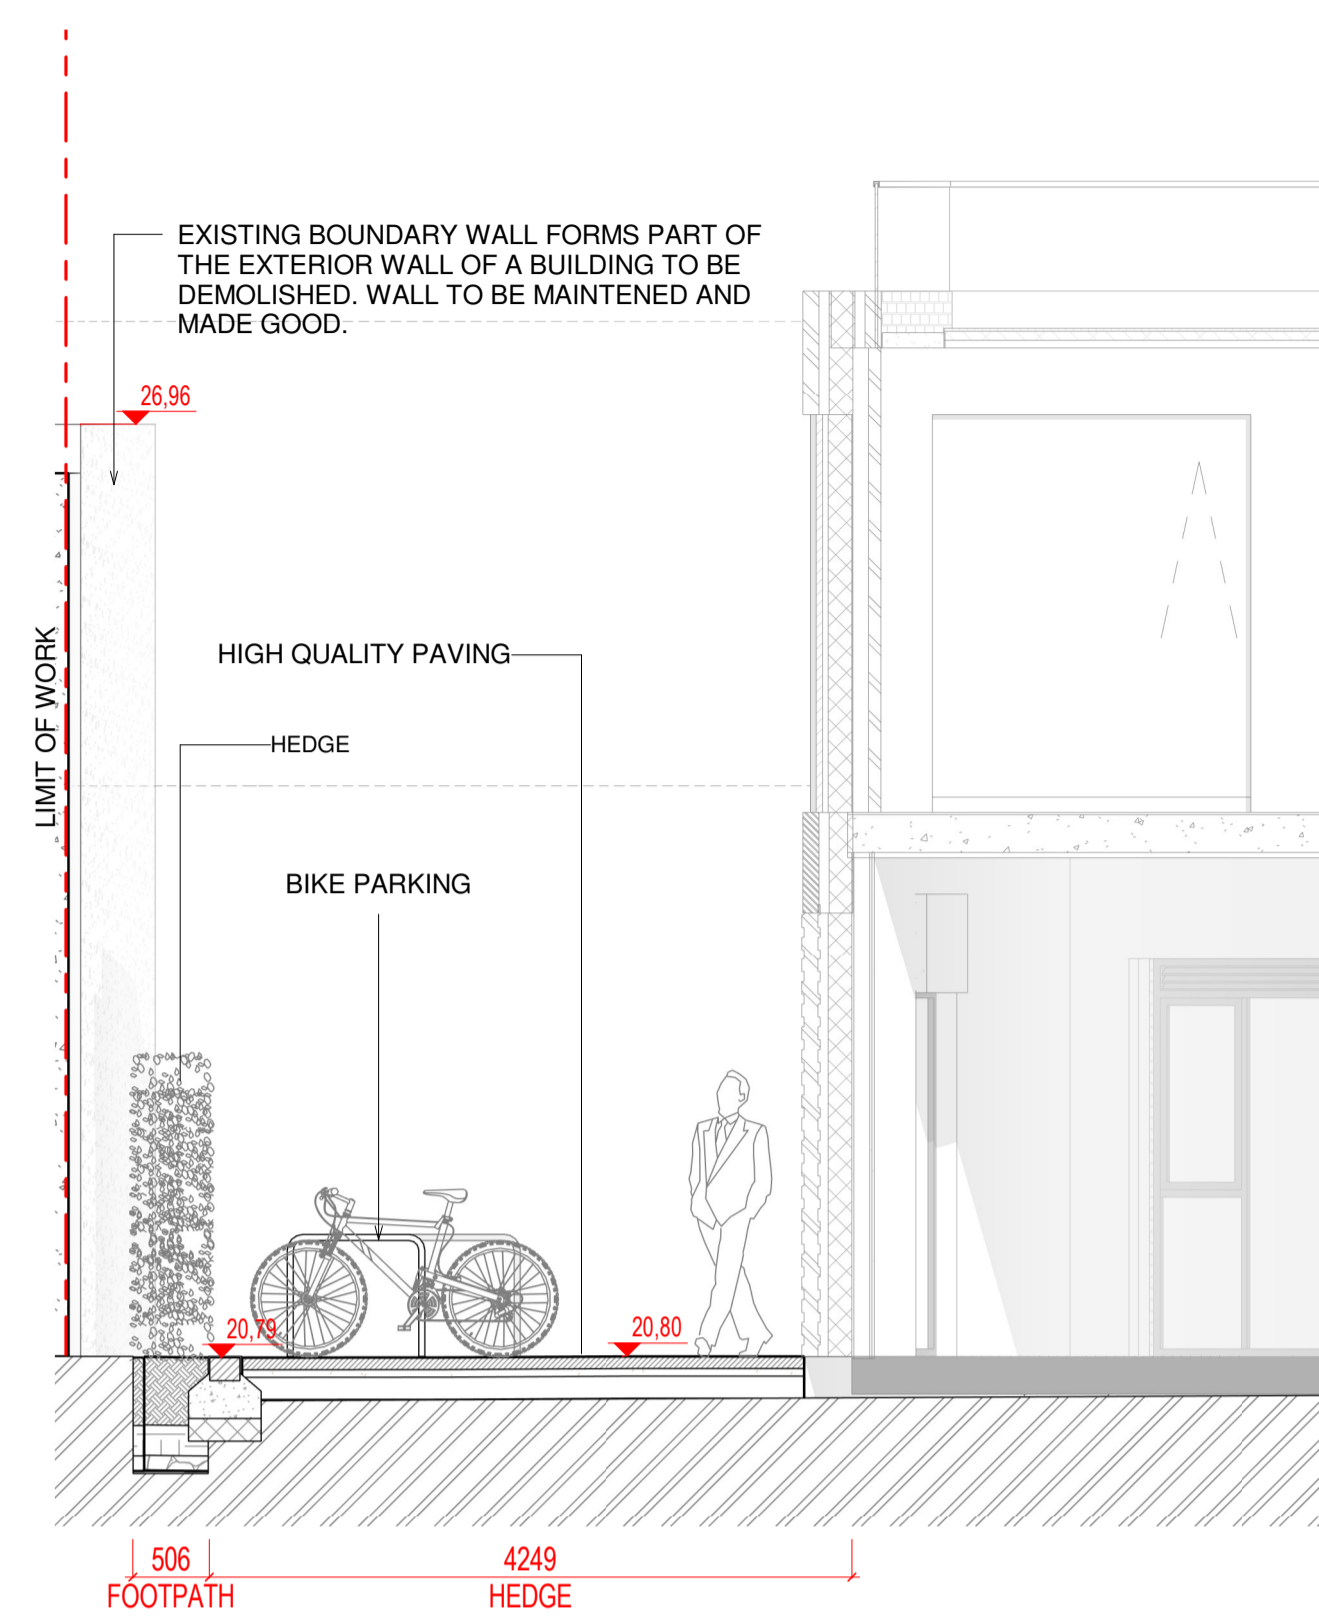 EXISTING BOUNDARY WALL FORMS PART OF
THE EXTERIOR WALL OF A BUILDING TO BE
DEMOLISHED. WALL TO BE MAINTENED AND
MADE GOOD.
26,96
LIMIT OF WORK
HIGH QUALITY PAVING
HEDGE
BIKE PARKING
20,79
20,80
506
4249
FOOTPATH
HEDGE